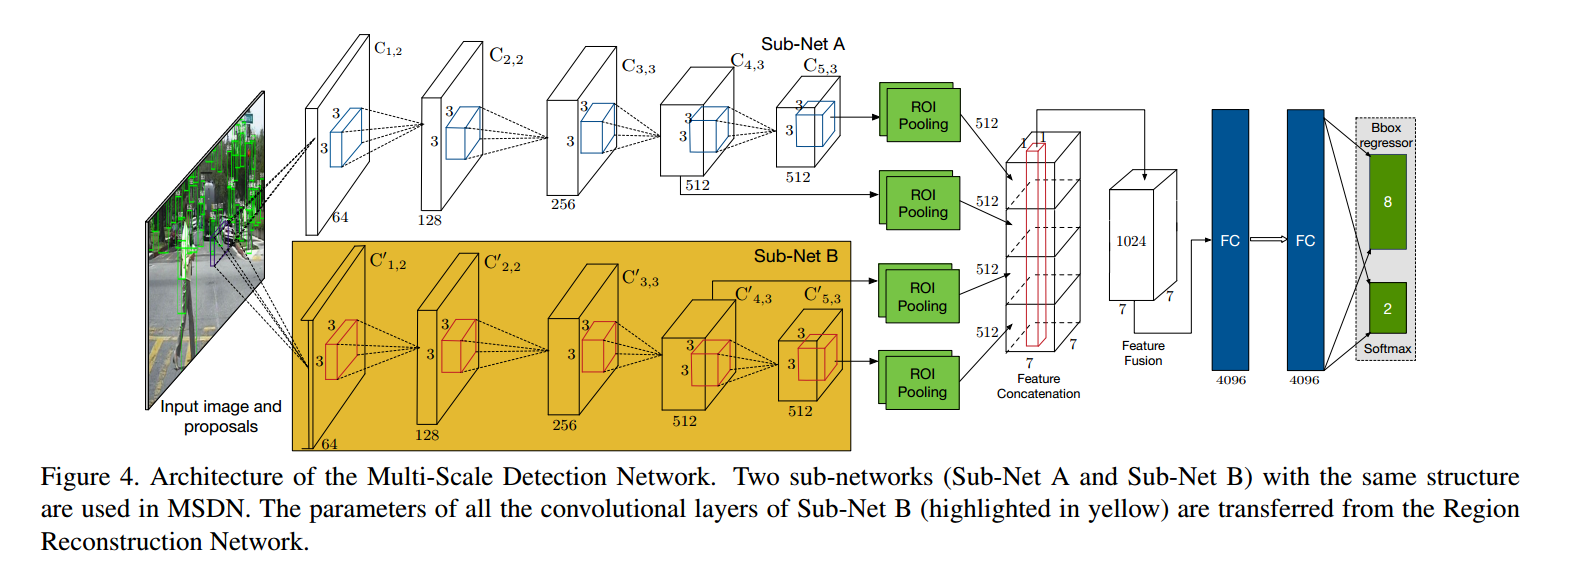 Sub-Net A
C1,2
C2,2
C3,3
C4,3
C5,3
3
3
3
3
3
3
3
3
3
3
64
128
256
512
512
ROI
Pooling
ROI
Pooling
512
512
Sub-Net B
C′1,2
C′2,2
C′3,3
C′4,3
C′5,3
3
3
3
3
3
3
3
3
3
3
64
128
256
512
512
ROI
Pooling
ROI
Pooling
512
512
1
1
7
7
Feature
Concatenation
1024
7
7
Feature
Fusion
FC
4096
FC
4096
Bbox
regressor
8
2
Softmax
Input image and
proposals
Figure 4. Architecture of the Multi-Scale Detection Network. Two sub-networks (Sub-Net A and Sub-Net B) with the same structure
are used in MSDN. The parameters of all the convolutional layers of Sub-Net B (highlighted in yellow) are transferred from the Region
Reconstruction Network.